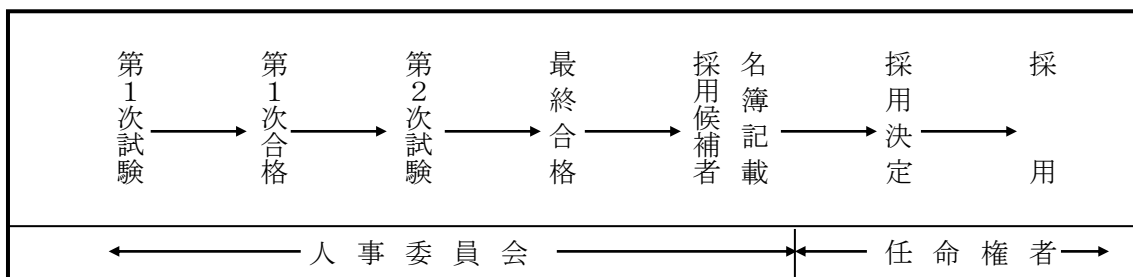 第１次試験
第１次合格
第２次試験
最終合格
採用候補者
名簿記載
採用決定
採用
人事委員会
任命権者